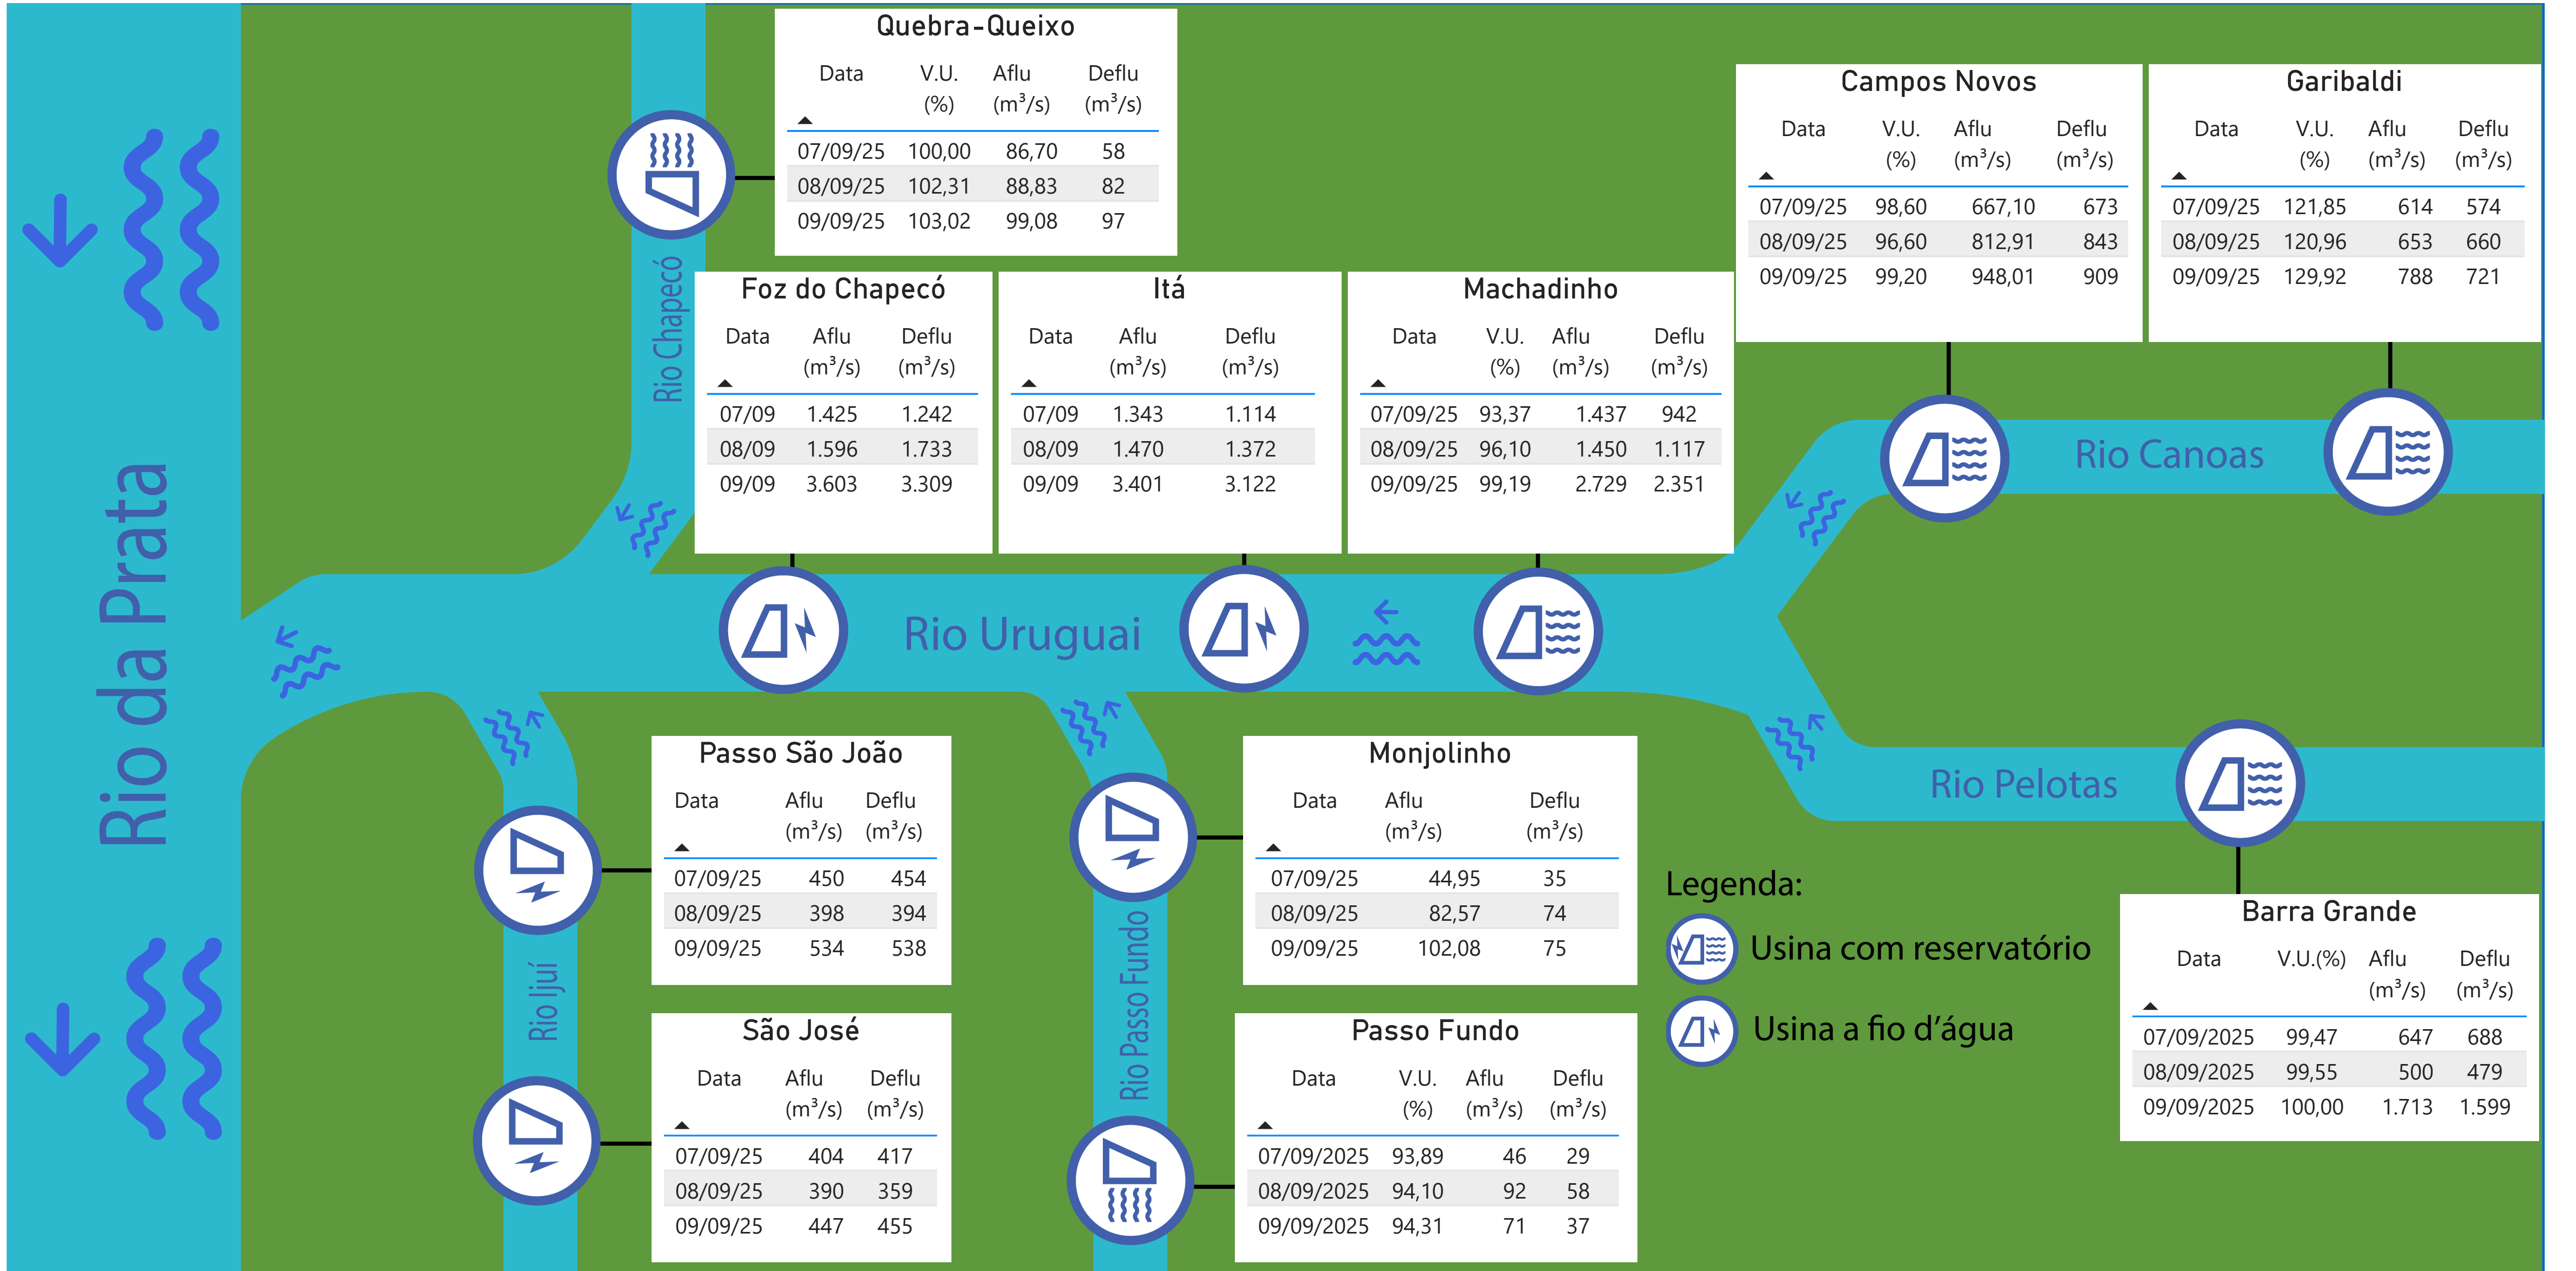 Quebra-Queixo
Data V.U. (%) Aflu (m³/s) Deflu (m³/s)
07/09/25 100,00 86,70 58
08/09/25 102,31 88,83 82
09/09/25 103,02 99,08 97
Campos Novos
Data V.U. (%) Aflu (m³/s) Deflu (m³/s)
07/09/25 98,60 667,10 673
08/09/25 96,60 812,91 843
09/09/25 99,20 948,01 909
Garibaldi
Data V.U. (%) Aflu (m³/s) Deflu (m³/s)
07/09/25 121,85 614 574
08/09/25 120,96 653 660
09/09/25 129,92 788 721
Rio Chapecó
Foz do Chapecó
Data Aflu (m³/s) Deflu (m³/s)
07/09 1.425 1.242
08/09 1.596 1.733
09/09 3.603 3.309
Itá
Data Aflu (m³/s) Deflu (m³/s)
07/09 1.343 1.114
08/09 1.470 1.372
09/09 3.401 3.122
Machadinho
Data V.U. (%) Aflu (m³/s) Deflu (m³/s)
07/09/25 93,37 1.437 942
08/09/25 96,10 1.450 1.117
09/09/25 99,19 2.729 2.351
Rio Canoas
Rio da Prata
Rio Uruguai
Rio Pelotas
Passo São João
Data Aflu (m³/s) Deflu (m³/s)
07/09/25 450 454
08/09/25 398 394
09/09/25 534 538
Monjolinho
Data Aflu (m³/s) Deflu (m³/s)
07/09/25 44,95 35
08/09/25 82,57 74
09/09/25 102,08 75
Legenda:
Usina com reservatório
Usina a fio d’água
Barra Grande
Data V.U.(%) Aflu (m³/s) Deflu (m³/s)
07/09/2025 99,47 647 688
08/09/2025 99,55 500 479
09/09/2025 100,00 1.713 1.599
Rio Ijuí
Rio Passo Fundo
São José
Data Aflu (m³/s) Deflu (m³/s)
07/09/25 404 417
08/09/25 390 359
09/09/25 447 455
Passo Fundo
Data V.U. (%) Aflu (m³/s) Deflu (m³/s)
07/09/2025 93,89 46 29
08/09/2025 94,10 92 58
09/09/2025 94,31 71 37